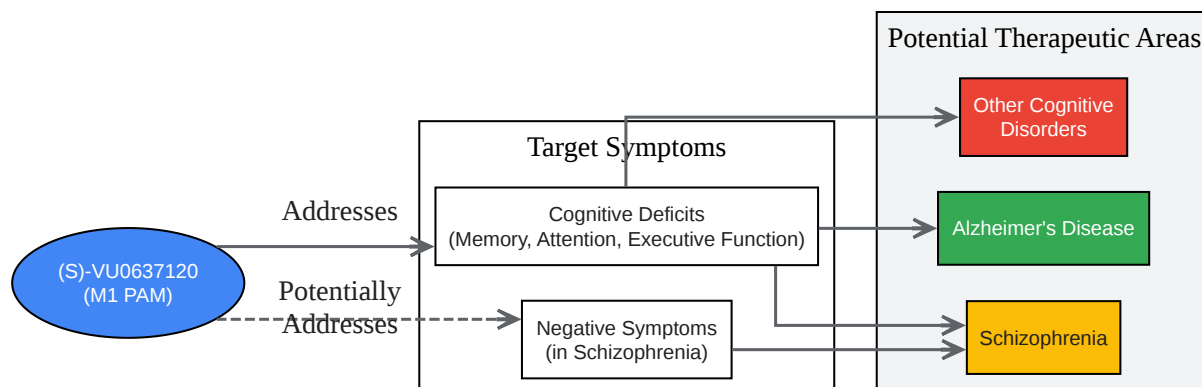 Potential Therapeutic Areas
Other Cognitive
Disorders
Target Symptoms
Addresses
Cognitive Deficits
(Memory, Attention, Executive Function)
Alzheimer's Disease
(S)-VU0637120
(M1 PAM)
Potentially
Addresses
Negative Symptoms
(in Schizophrenia)
Schizophrenia